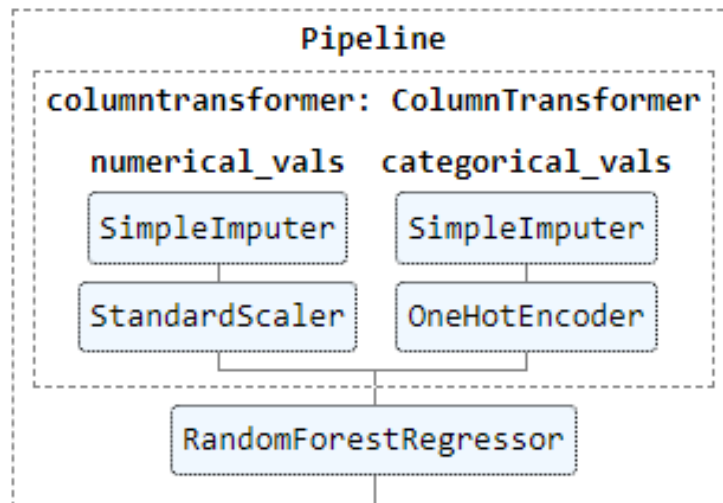 Pipeline
columntransformer: ColumnTransformer
numerical_vals categorical_vals
SimpleImputer SimpleImputer
StandardScaler OneHotEncoder
RandomForestRegressor